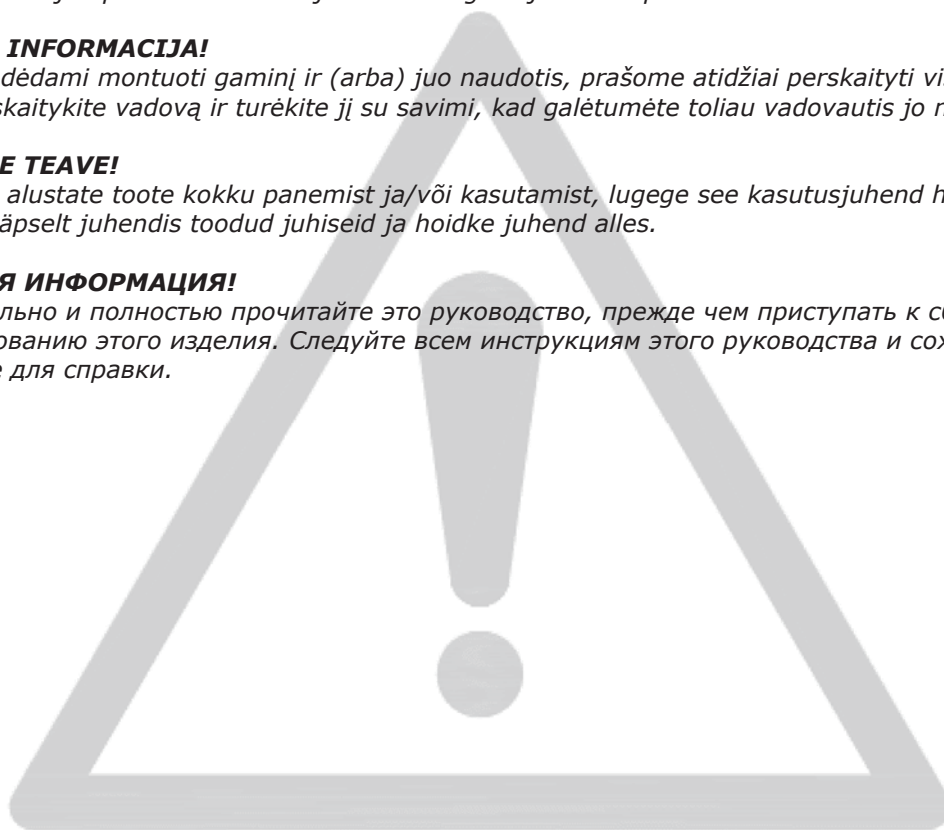 INFORMACIJA!
dėdami montuoti gaminį ir (arba) juo naudotis, prašome atidžiai perskaityti
skaitykite vadovą ir turėkite jį su savimi, kad galėtumėte toliau vadovautis jo
TEAVE!
alustate toote kokku panemist ja/või kasutamist, lugege see kasutusjuhend
äpselt juhendis toodud juhiseid ja hoidke juhend alles.
Я ИНФОРМАЦИЯ!
льно и полностью прочитайте это руководство, прежде чем приступать к
ованию этого изделия. Следуйте всем инструкциям этого руководства и сох
для справки.